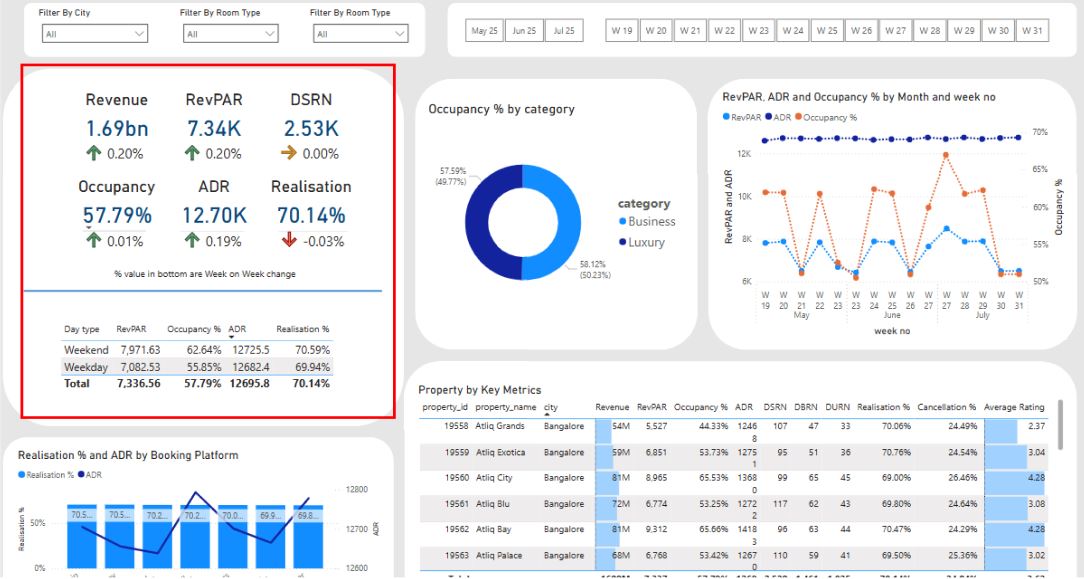 Filter By City
Filter By Room Type
Filter By Room Type
All
All
All
May 25 Jun 25 Jul 25
W 19 W 20 W 21 W 22 W 23 W 24 W 25 W 26 W 27 W 28 W 29 W 30 W 31
Revenue RevPAR DSRN
1.69bn 7.34K 2.53K
0.20% 0.20% 0.00%
Occupancy ADR Realisation
57.79% 12.70K 70.14%
0.01% 0.19% -0.03%
% value in bottom are Week on Week change
Day type RevPAR Occupancy % ADR Realisation %
Weekend 7,971.63 62.64% 12725.5 70.59%
Weekday 7,082.53 55.85% 12682.4 69.94%
Total 7,336.56 57.79% 12695.8 70.14%
Occupancy % by category
57.59%
(49.77%)
58.12%
(50.23%)
category
Business
Luxury
RevPAR, ADR and Occupancy % by Month and week no
RevPAR ADR Occupancy %
RevPAR and ADR
12K
10K
8K
6K
70%
65%
60%
55%
50%
Occupancy %
W W W W W W W W W W W W W W W
19 20 21 22 23 23 24 25 26 27 27 28 29 30 31
May June July
week no
Realisation % and ADR by Booking Platform
Realisation % ADR
Realisation %
50%
0%
70.5... 70.5... 70.2... 70.2... 70.0... 69.9... 69.8...
12800
12700
12600
ADR
Property by Key Metrics
property_id property_name city Revenue RevPAR Occupancy % ADR DSRN DBRN DURN Realisation % Cancellation % Average Rating
19558 Atliq Grands Bangalore 54M 5,527 44.33% 1246 107 47 33 70.06% 24.49% 2.37
8
19559 Atliq Exotica Bangalore 59M 6,851 53.73% 1275 95 51 36 70.76% 24.54% 3.04
1
19560 Atliq City Bangalore 81M 8,965 65.53% 1368 99 65 45 69.00% 26.46% 4.28
0
19561 Atliq Blu Bangalore 72M 6,774 53.25% 1272 117 62 43 69.80% 24.64% 3.08
2
19562 Atliq Bay Bangalore 81M 9,312 65.66% 1418 96 63 44 70.47% 24.29% 4.28
3
19563 Atliq Palace Bangalore 68M 6,768 53.42% 1267 110 59 41 69.50% 25.36% 3.02
0